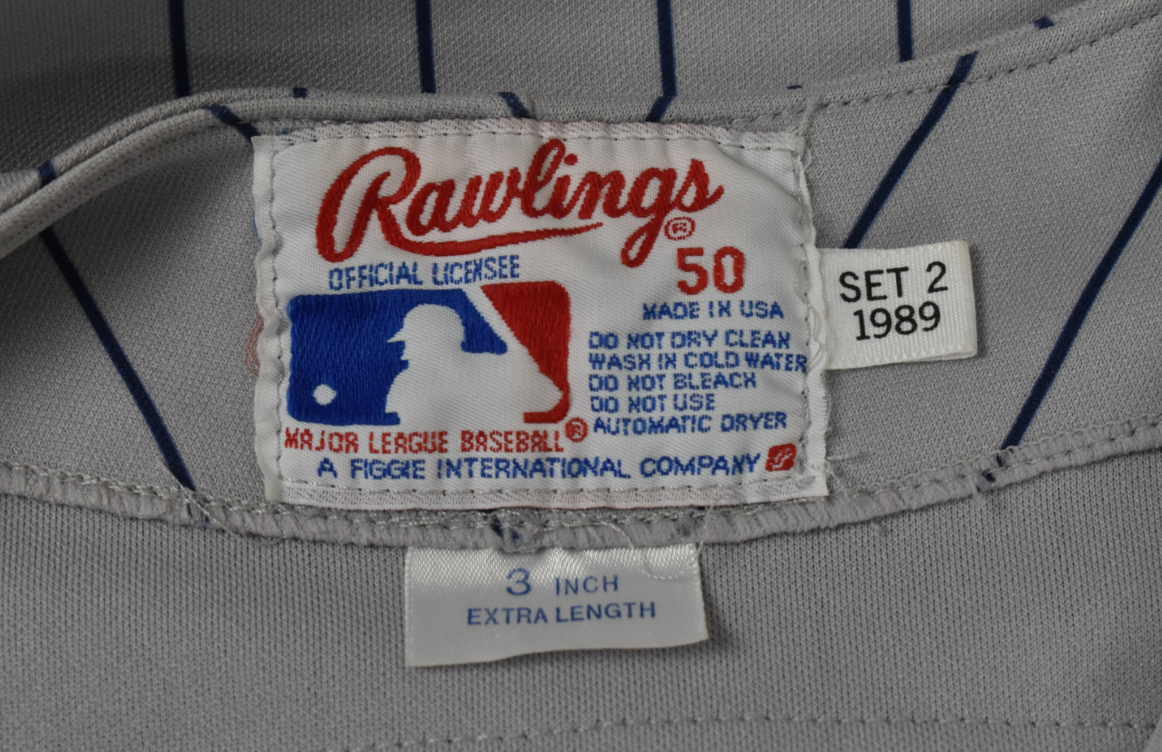 Rawlings®
50
OFFICIAL LICENSEE
MADE IN USA
DO NOT DRY CLEAN
WASH IN COLD WATER
DO NOT BLEACH
DO NOT USE
AUTOMATIC DRYER
MAJOR LEAGUE BASEBALL®
A FIGGIE INTERNATIONAL COMPANY
SET 2
1989
3 INCH
EXTRA LENGTH